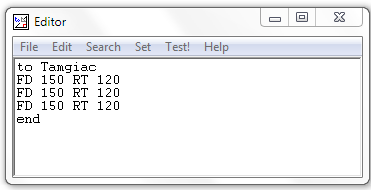 Editor
File Edit Search Set Test! Help
to Tamgiac
FD 150 RT 120
FD 150 RT 120
FD 150 RT 120
end